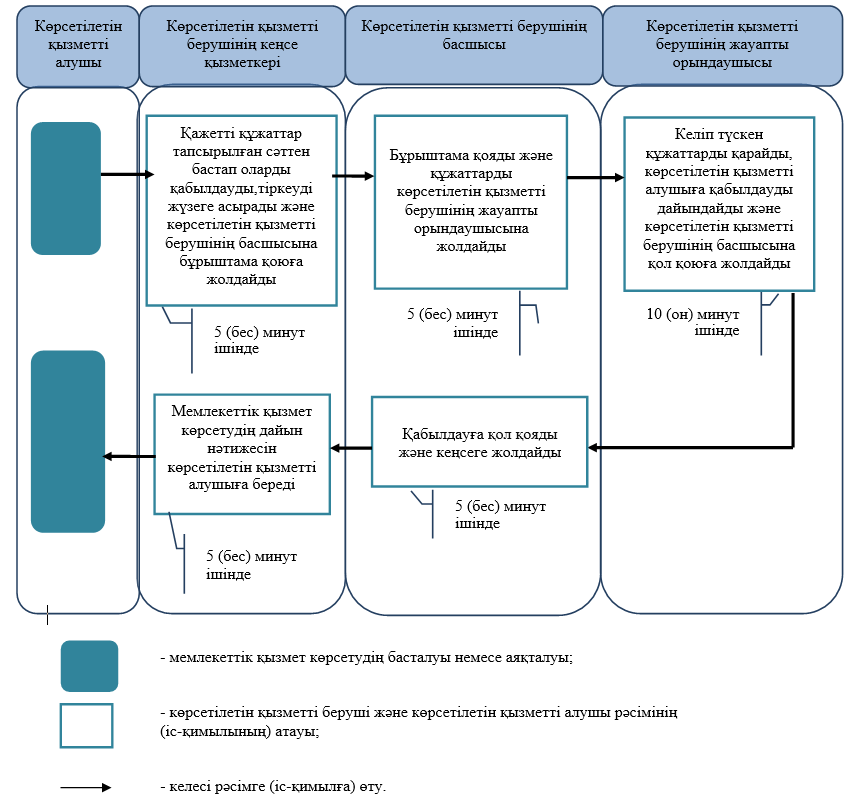 Көрсетілетін
қызметті
алушы
Көрсетілетін қызметті
берушінің кеңсе
қызметкері
Көрсетілетін қызметті берушінің
басшысы
Көрсетілетін қызметті
берушінің жауапты
орындаушысы
Қажетті құжаттар
тапсырылған сәттен
бастап оларды
қабылдауды,тіркеуді
жүзеге асырады және
көрсетілетін қызметті
берушінің басшысына
бұрыштама қоюға
жолдайды
Бұрыштама қояды және
құжаттарды
көрсетілетін қызметті
берушінің жауапты
орындаушысына
жолдайды
Келіп түскен
құжаттарды қарайды,
көрсетілетін қызметті
алушыға қабылдауды
дайындайды және
көрсетілетін қызметті
берушінің басшысына
қол қоюға жолдайды
5 (бес) минут
ішінде
5 (бес) минут
ішінде
10 (он) минут
ішінде
Мемлекеттік қызмет
көрсетудің дайын
нәтижесін
көрсетілетін қызметті
алушыға береді
Қабылдауға қол қояды
және кеңсеге жолдайды
5 (бес) минут
ішінде
5 (бес) минут
ішінде
- мемлекеттік қызмет көрсетудің басталуы немесе аяқталуы;
- көрсетілетін қызметті беруші және көрсетілетін қызметті алушы рәсімінің
(іс-қимылының) атауы;
- келесі рәсімге (іс-қимылға) өту.